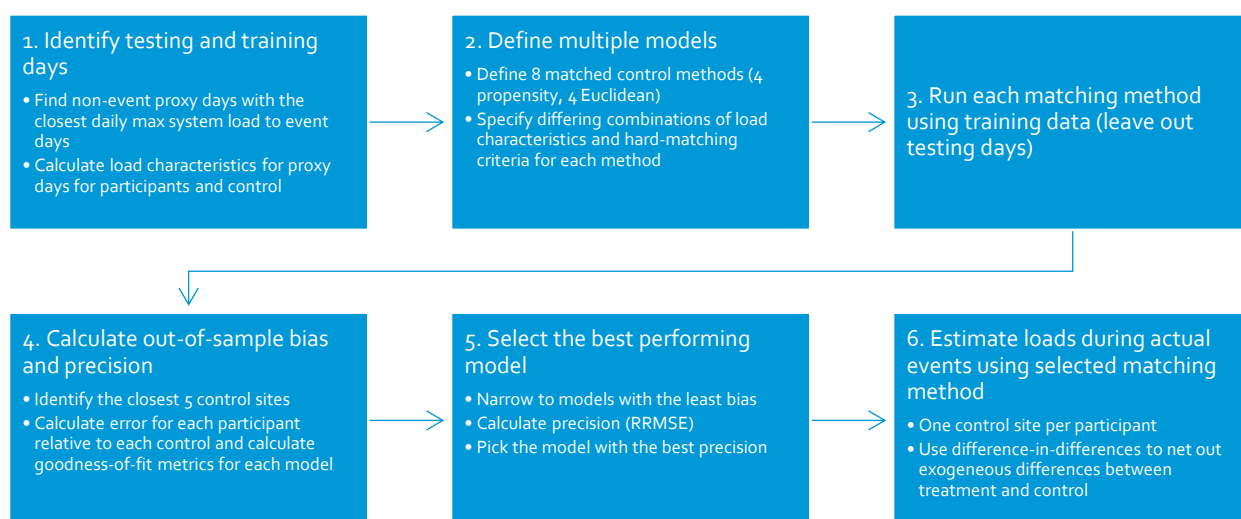 1. Identify testing and training
days
• Find non-event proxy days with the
closest daily max system load to event
days
• Calculate load characteristics for proxy
days for participants and control
2. Define multiple models
• Define 8 matched control methods (4
propensity, 4 Euclidean)
• Specify differing combinations of load
characteristics and hard-matching
criteria for each method
3. Run each matching method
using training data (leave out
testing days)
4. Calculate out-of-sample bias
and precision
• Identify the closest 5 control sites
• Calculate error for each participant
relative to each control and calculate
goodness-of-fit metrics for each model
5. Select the best performing
model
• Narrow to models with the least bias
• Calculate precision (RRMSE)
• Pick the model with the best precision
6. Estimate loads during actual
events using selected matching
method
• One control site per participant
• Use difference-in-differences to net out
exogeneous differences between
treatment and control